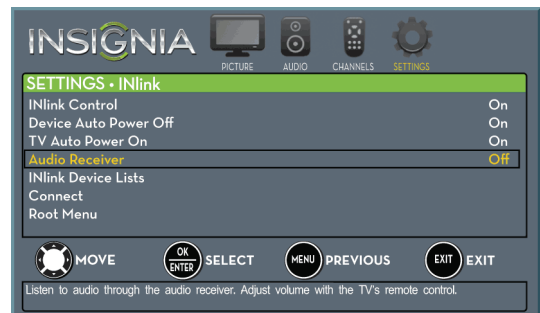 INSIGNIA
PICTURE AUDIO CHANNELS SETTINGS
SETTINGS • INlink
INlink Control On
Device Auto Power Off On
TV Auto Power On On
Audio Receiver Off
INlink Device Lists
Connect
Root Menu
MOVE OK ENTER SELECT MENU PREVIOUS EXIT EXIT
Listen to audio through the audio receiver. Adjust volume with the TV's remote control.